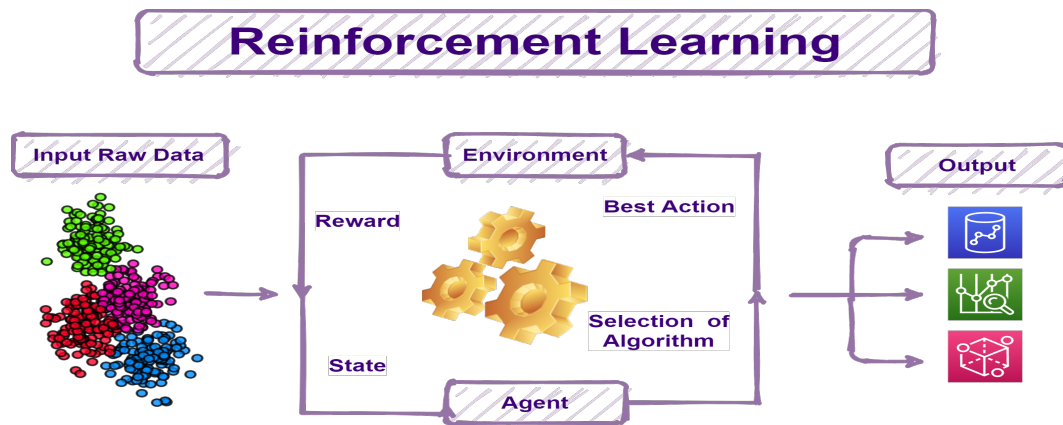 Reinforcement Learning
Input Raw Data
Environment
Output
Reward
Best Action
Selection of
Algorithm
State
Agent